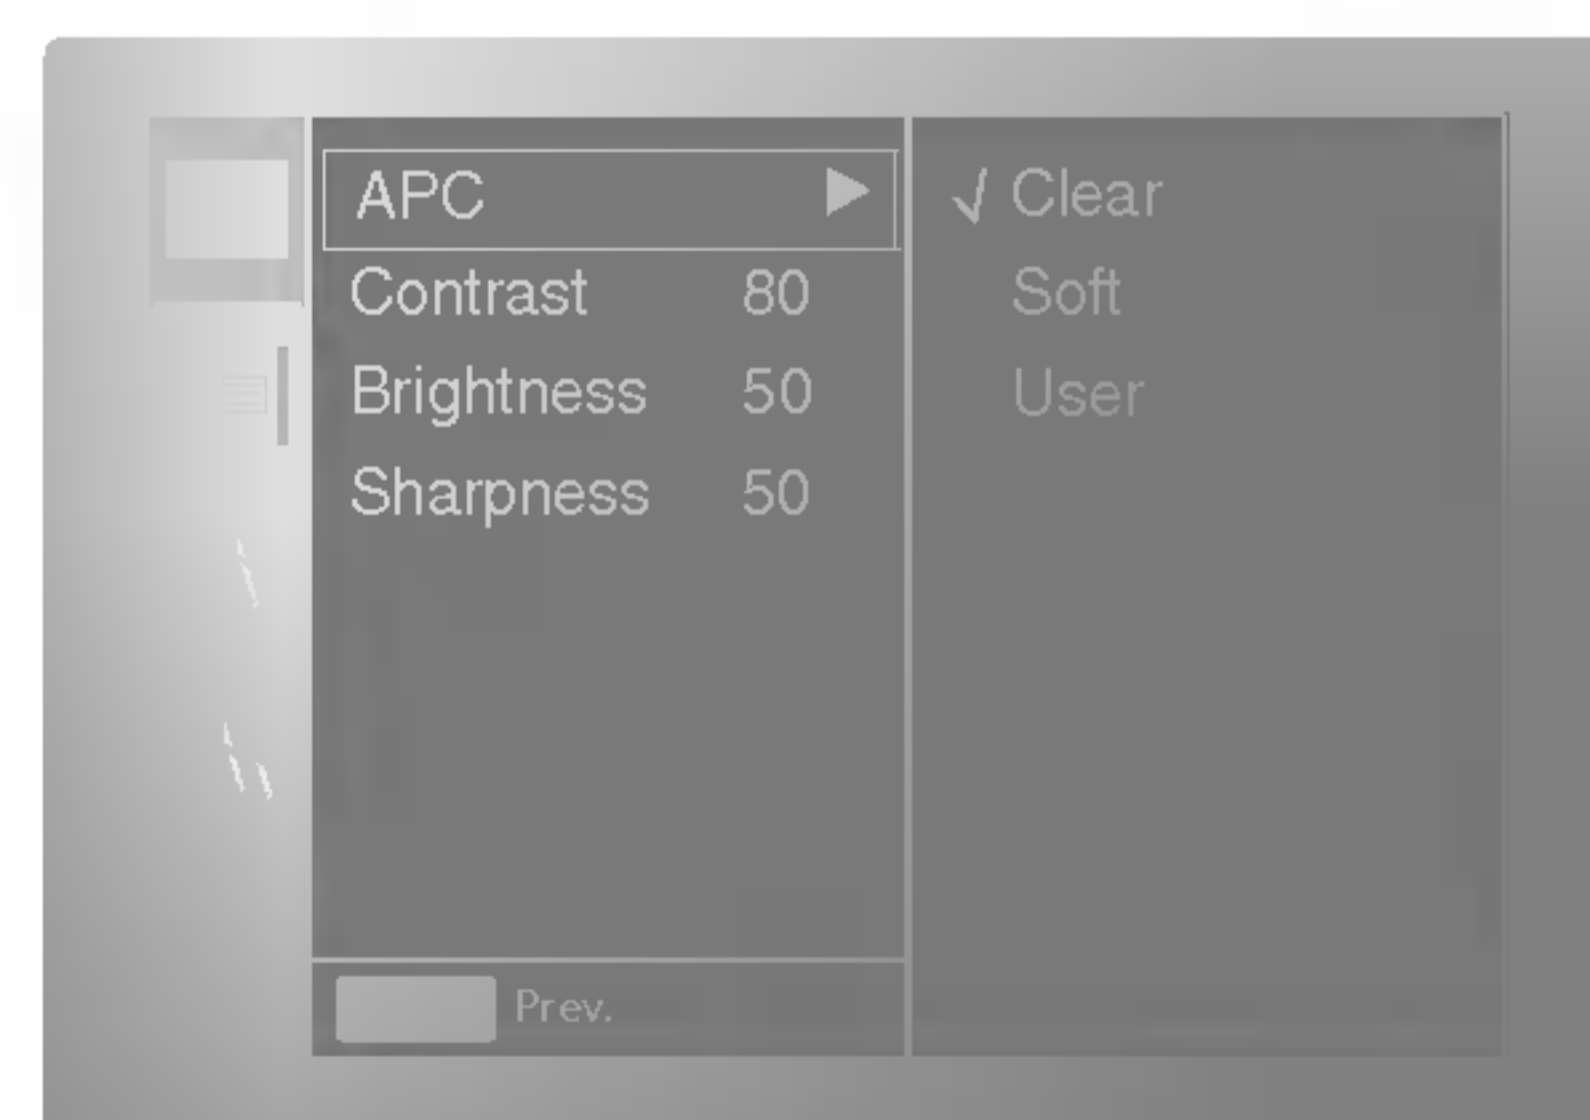 APC
Contrast 80
Brightness 50
Sharpness 50
Prev.
√ Clear
Soft
User